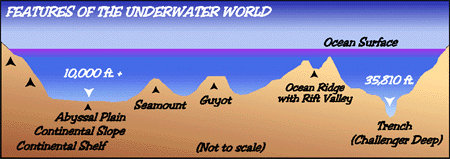 FEATURES OF THE UNDERWATER WORLD
Ocean Surface
10,000 ft. +
35,810 ft.
Seamount
Guyot
Ocean Ridge
with Rift Valley
Abyssal Plain
Continental Slope
Continental Shelf
(Not to scale)
Trench
(Challenger Deep)